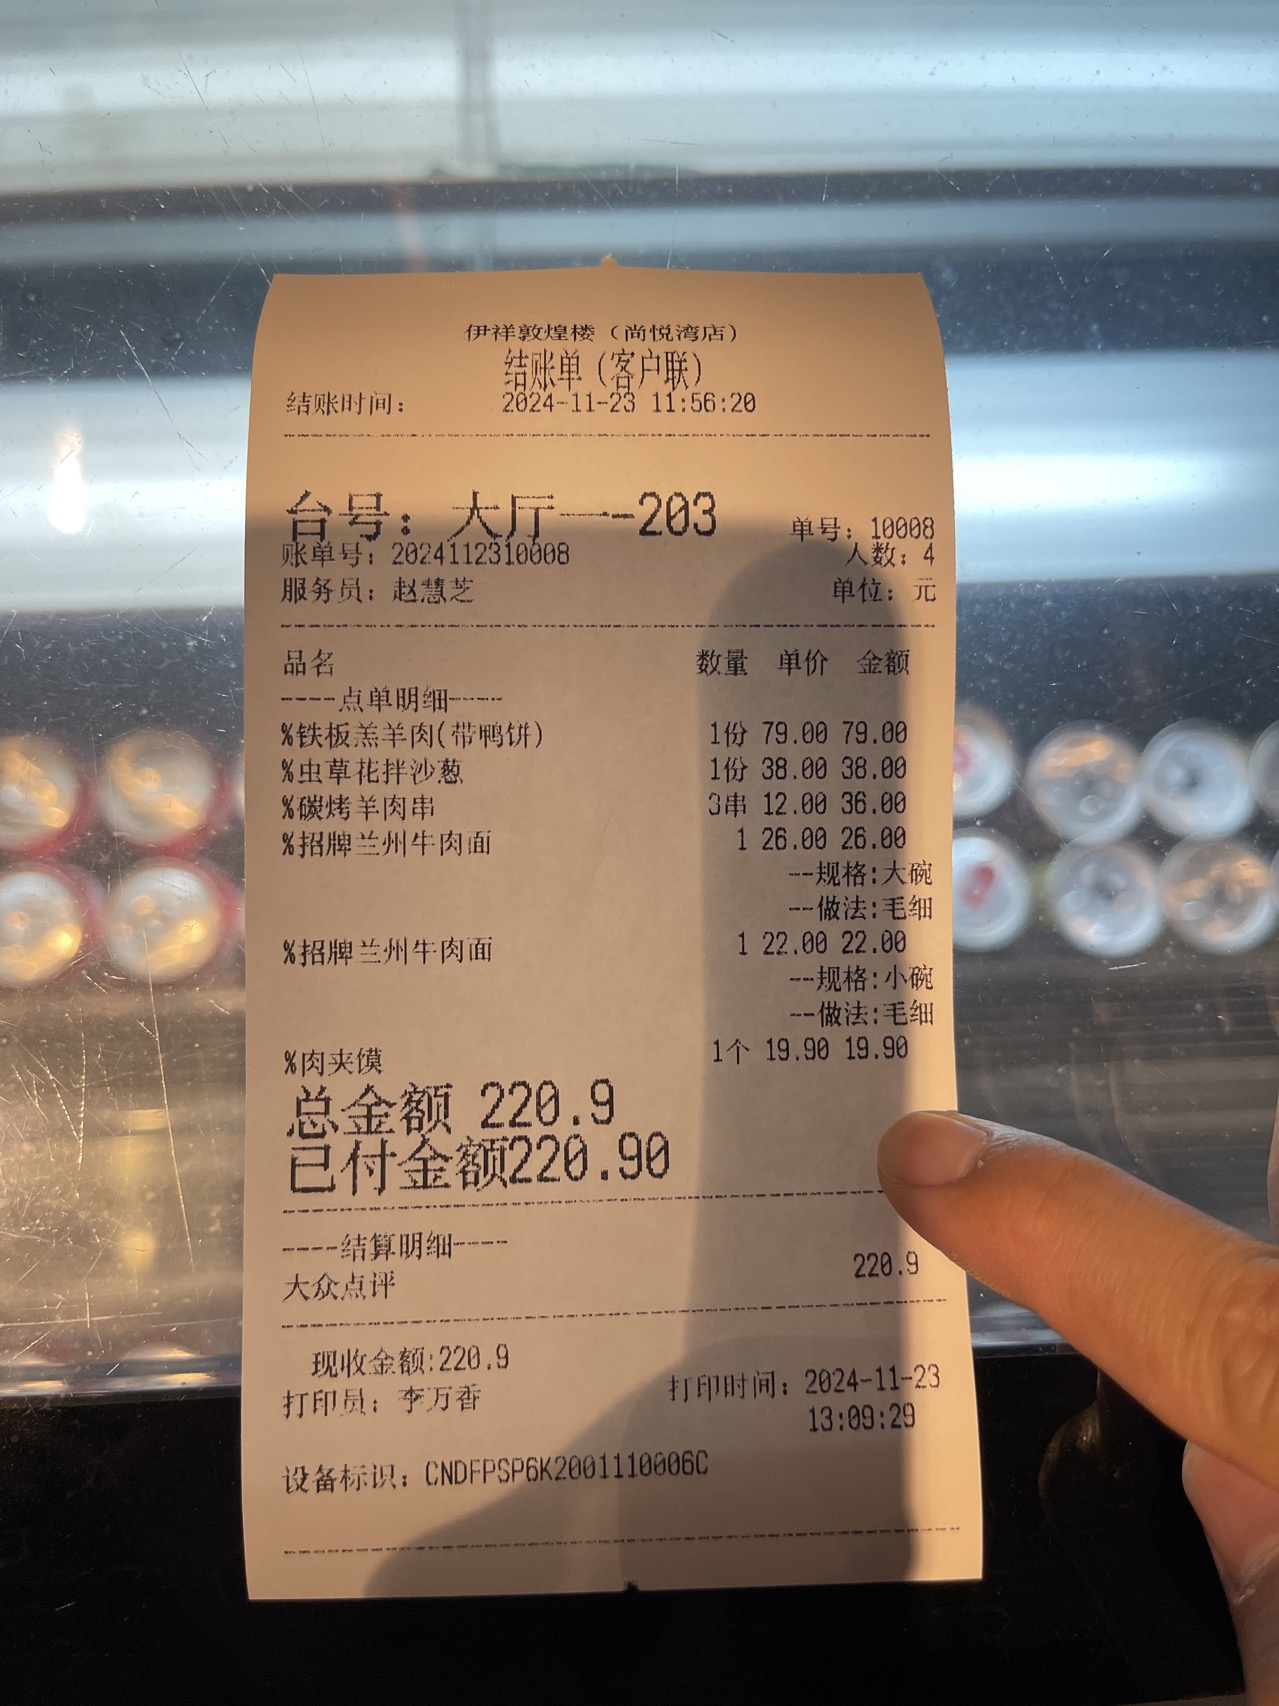 伊祥敦煌楼（尚悦湾店）
结账单（客户联）
结账时间： 2024-11-23 11:56:20
台号：大厅一--203 单号：10008
账单号：2024112310008 人数：4
服务员：赵慧芝 单位：元
品名 数量 单价 金额
----点单明细----
%铁板羔羊肉(带鸭饼) 1份 79.00 79.00
%虫草花拌沙葱 1份 38.00 38.00
%碳烤羊肉串 3串 12.00 36.00
%招牌兰州牛肉面 1 26.00 26.00
--规格:大碗
--做法:毛细
%招牌兰州牛肉面 1 22.00 22.00
--规格:小碗
--做法:毛细
%肉夹馍 1个 19.90 19.90
总金额 220.9
已付金额220.90
----结算明细----
大众点评 220.9
现收金额:220.9
打印员：李万香 打印时间：2024-11-23
13:09:29
设备标识：CNDFPSP6K2001110006C